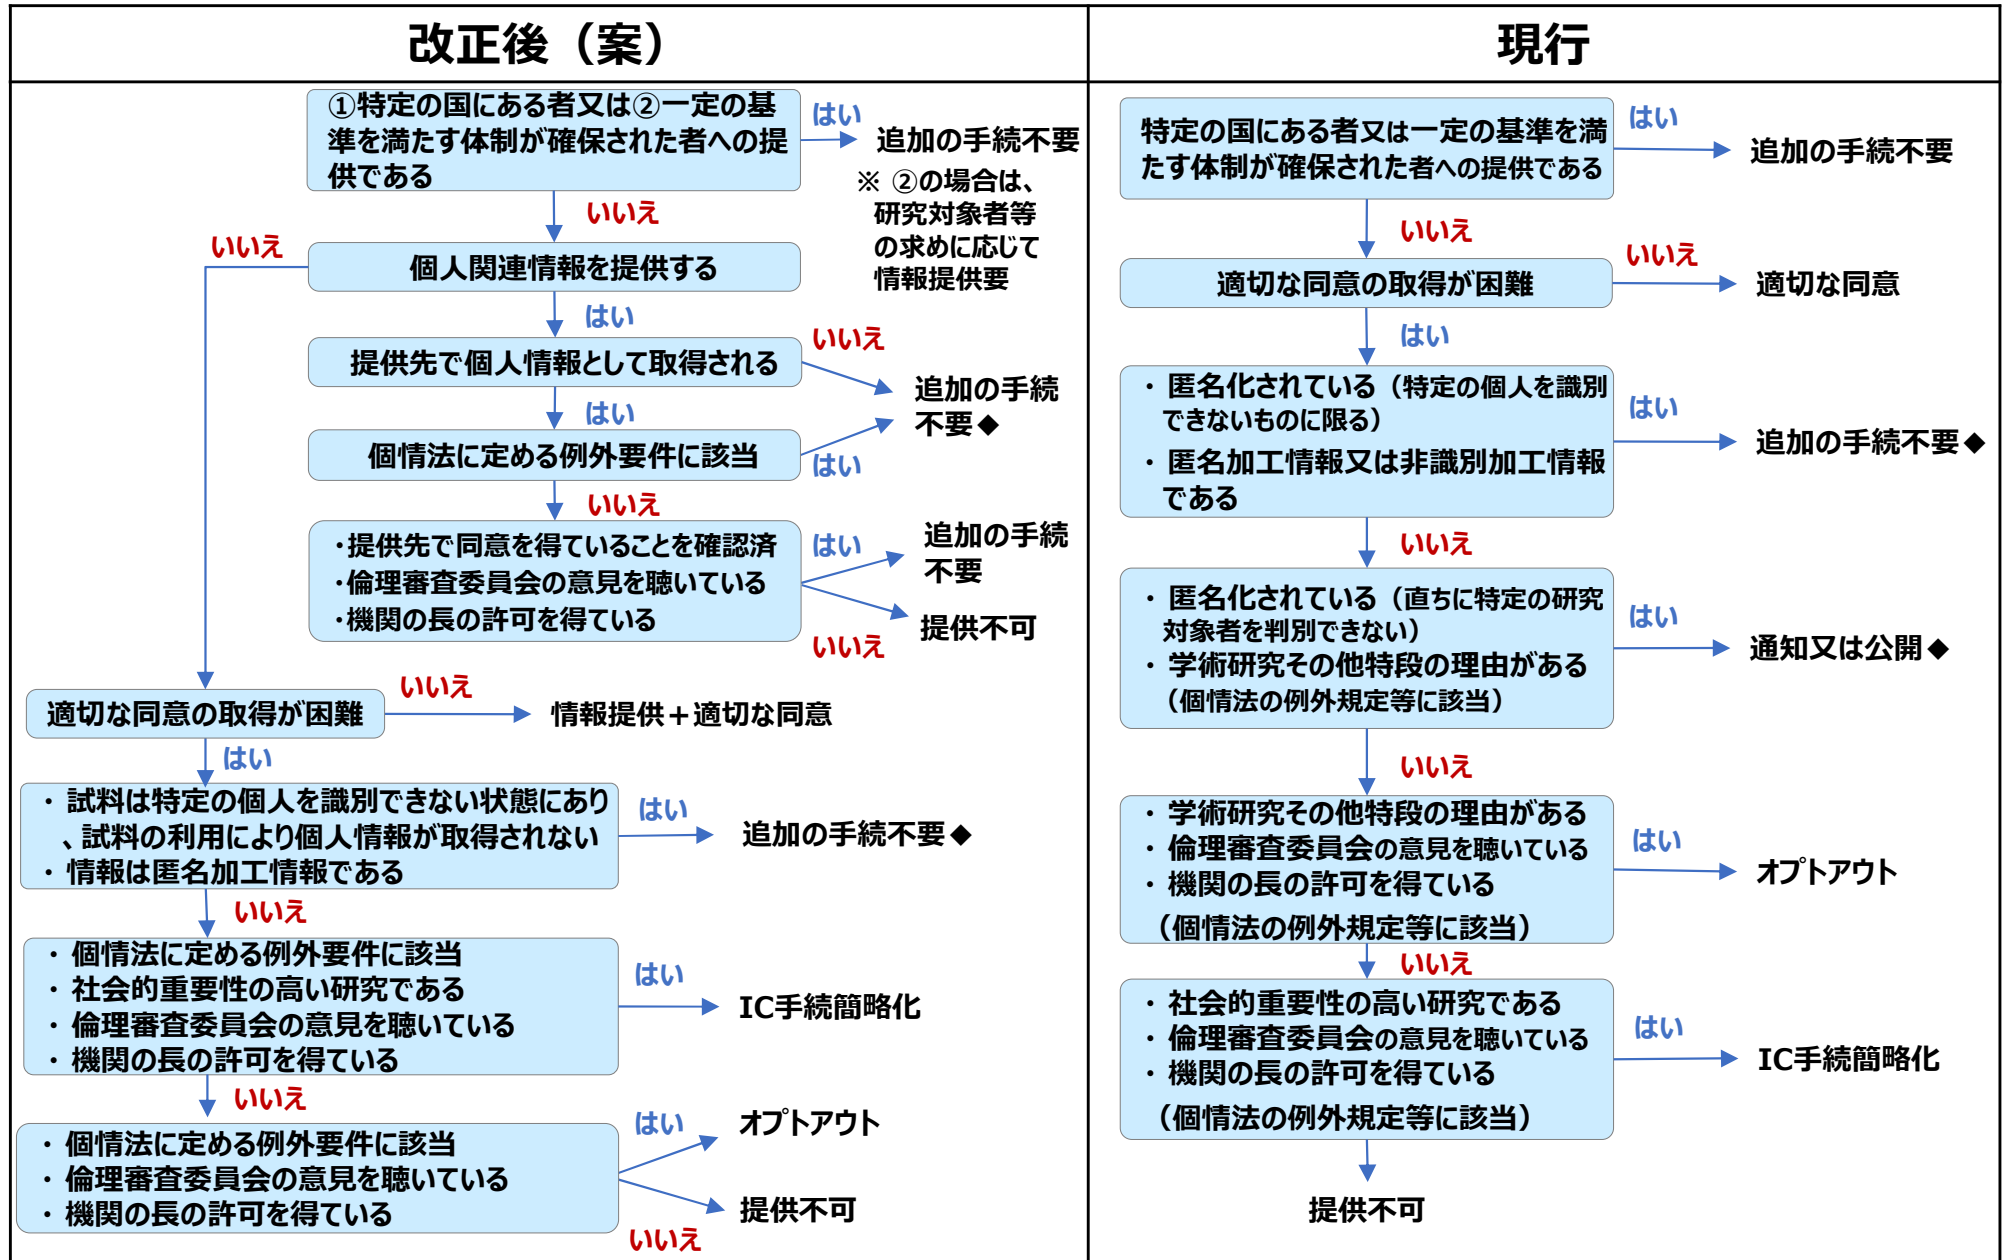 改正後（案）
①特定の国にある者又は②一定の基
準を満たす体制が確保された者への提
供である
はい
追加の手続不要
※ ②の場合は、
研究対象者等
の求めに応じて
情報提供要
いいえ
いいえ
個人関連情報を提供する
はい
提供先で個人情報として取得される
いいえ
追加の手続
不要◆
はい
個情法に定める例外要件に該当
はい
いいえ
・提供先で同意を得ていることを確認済
・倫理審査委員会の意見を聴いている
・機関の長の許可を得ている
はい
追加の手続
不要
提供不可
いいえ
適切な同意の取得が困難
いいえ
情報提供＋適切な同意
はい
・ 試料は特定の個人を識別できない状態にあり
、試料の利用により個人情報が取得されない
・ 情報は匿名加工情報である
はい
追加の手続不要◆
いいえ
・ 個情法に定める例外要件に該当
・ 社会的重要性の高い研究である
・ 倫理審査委員会の意見を聴いている
・ 機関の長の許可を得ている
はい
IC手続簡略化
いいえ
・ 個情法に定める例外要件に該当
・ 倫理審査委員会の意見を聴いている
・ 機関の長の許可を得ている
はい
オプトアウト
提供不可
いいえ
現行
特定の国にある者又は一定の基準を満
たす体制が確保された者への提供である
はい
追加の手続不要
いいえ
適切な同意の取得が困難
いいえ
適切な同意
はい
・ 匿名化されている（特定の個人を識別
できないものに限る）
・ 匿名加工情報又は非識別加工情報
である
はい
追加の手続不要◆
いいえ
・ 匿名化されている（直ちに特定の研究
対象者を判別できない）
・ 学術研究その他特段の理由がある
（個情法の例外規定等に該当）
はい
通知又は公開◆
いいえ
・ 学術研究その他特段の理由がある
・ 倫理審査委員会の意見を聴いている
・ 機関の長の許可を得ている
（個情法の例外規定等に該当）
はい
オプトアウト
いいえ
・ 社会的重要性の高い研究である
・ 倫理審査委員会の意見を聴いている
・ 機関の長の許可を得ている
（個情法の例外規定等に該当）
はい
IC手続簡略化
提供不可